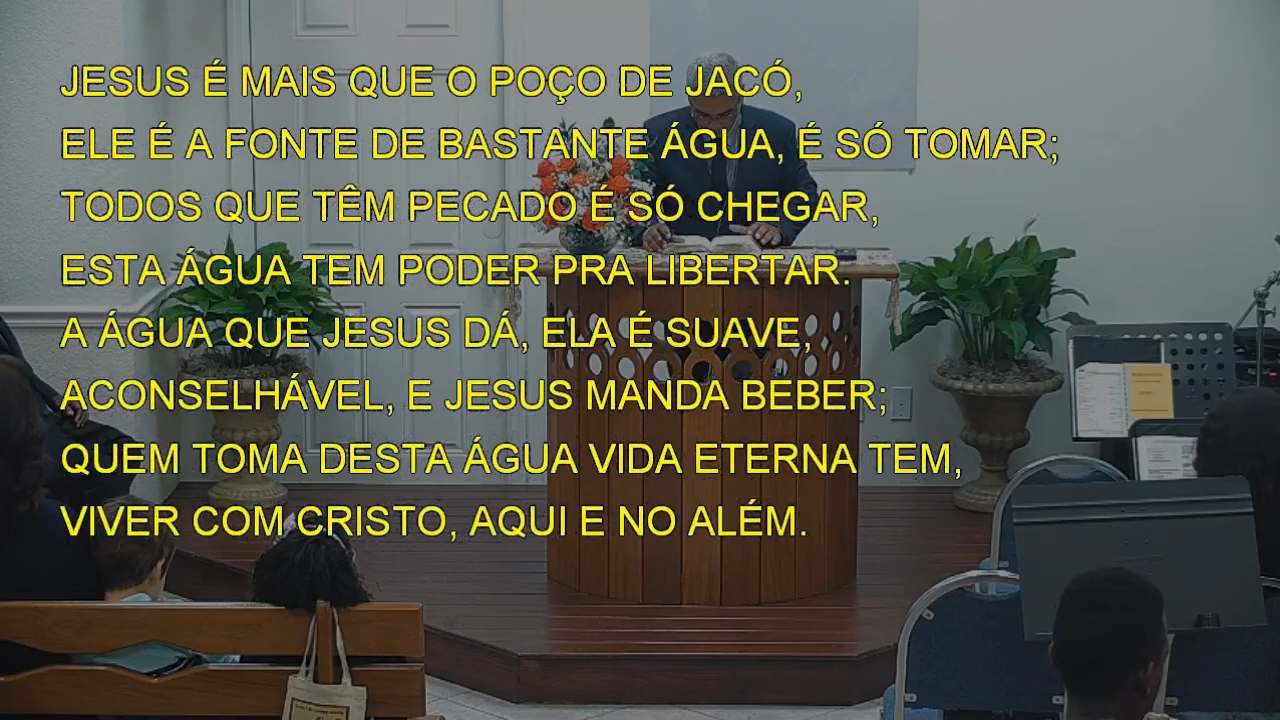 JESUS É MAIS QUE O POÇO DE JACÓ,
ELE É A FONTE DE BASTANTE ÁGUA, É SÓ TOMAR;
TODOS QUE TÊM PECADO É SÓ CHEGAR,
ESTA ÁGUA TEM PODER PRA LIBERTAR.
A ÁGUA QUE JESUS DÁ, ELA É SUAVE,
ACONSELHÁVEL, E JESUS MANDA BEBER;
QUEM TOMA DESTA ÁGUA VIDA ETERNA TEM,
VIVER COM CRISTO, AQUI E NO ALÉM.